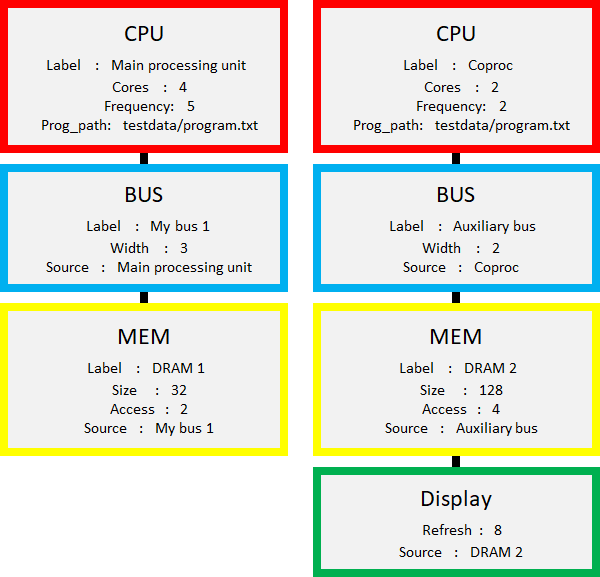 CPU
Label : Main processing unit
Cores : 4
Frequency: 5
Prog_path: testdata/program.txt
BUS
Label : My bus 1
Width : 3
Source : Main processing unit
MEM
Label : DRAM 1
Size : 32
Access : 2
Source : My bus 1
CPU
Label : Coproc
Cores : 2
Frequency: 2
Prog_path: testdata/program.txt
BUS
Label : Auxiliary bus
Width : 2
Source : Coproc
MEM
Label : DRAM 2
Size : 128
Access : 4
Source : Auxiliary bus
Display
Refresh : 8
Source : DRAM 2